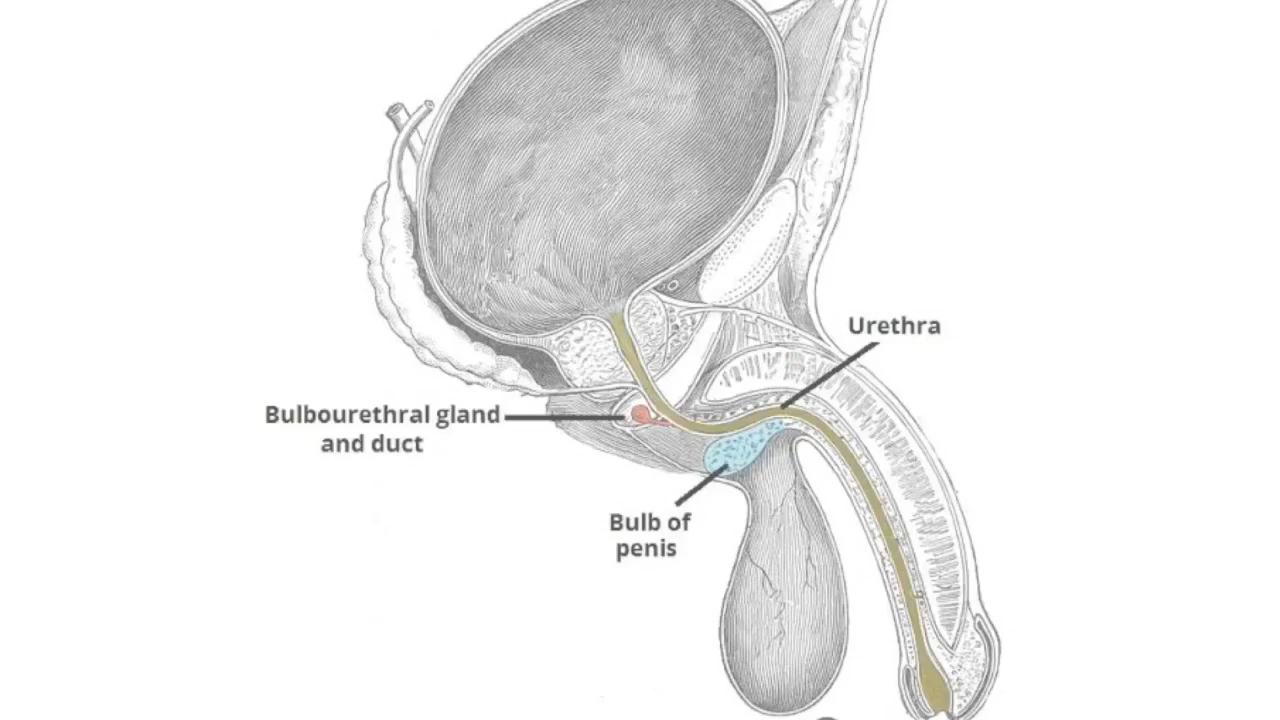 Urethra
Bulbourethral gland
and duct
Bulb of
penis